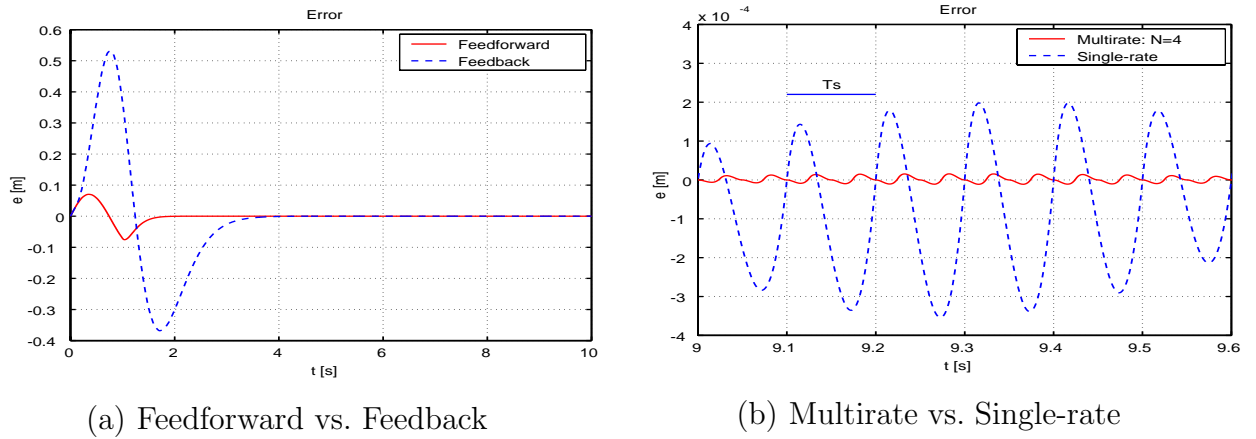 Error
0.6
0.5
0.4
0.3
0.2
0.1
0
-0.1
-0.2
-0.3
-0.4
e [m]
Feedforward
Feedback
0 2 4 6 8 10
t [s]
(a) Feedforward vs. Feedback
Error
x 10 -4
4
3
2
1
0
-1
-2
-3
-4
e [m]
Multirate: N=4
Single-rate
Ts
9 9.1 9.2 9.3 9.4 9.5 9.6
t [s]
(b) Multirate vs. Single-rate